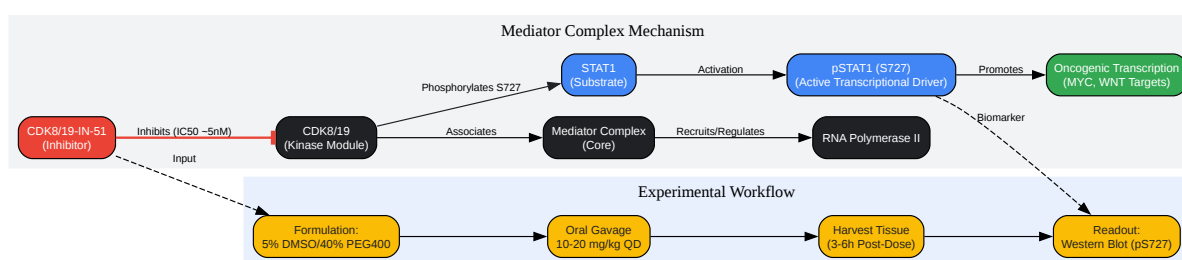 Mediator Complex Mechanism
STAT1
(Substrate)
Activation
pSTAT1 (S727)
(Active Transcriptional Driver)
Promotes
Oncogenic Transcription
(MYC, WNT Targets)
Phosphorylates S727
Biomarker
CDK8/19-IN-51
(Inhibitor)
Inhibits (IC50 ~5nM)
CDK8/19
(Kinase Module)
Associates
Mediator Complex
(Core)
Recruits/Regulates
RNA Polymerase II
Input
Experimental Workflow
Formulation:
5% DMSO/40% PEG400
Oral Gavage
10-20 mg/kg QD
Harvest Tissue
(3-6h Post-Dose)
Readout:
Western Blot (pS727)